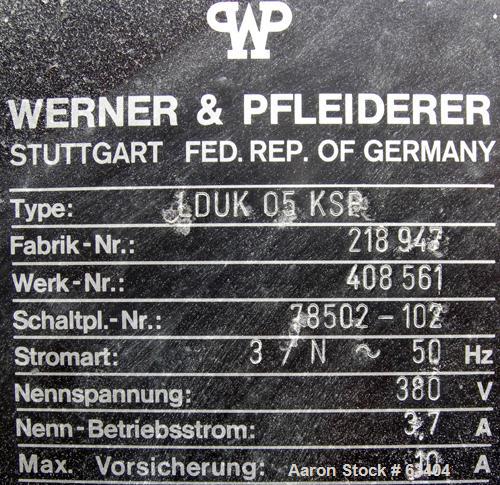 WP
WERNER & PFLEIDERER
STUTTGART FED. REP. OF GERMANY
Type: LDUK 05 KSP
Fabrik-Nr.: 218 947
Werk-Nr.: 408 561
Schaltpl.-Nr.: 78502-102
Stromart: 3 / N ~ 50 Hz
Nennspannung: 380 V
Nenn-Betriebsstrom: 3,7 A
Max. Vorsicherung: 10 A
Aaron Stock # 63404